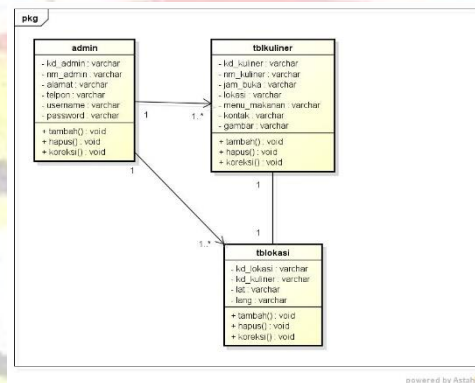 pkg
admin
- kd_admin : varchar
- nm_admin : varchar
- alamat : varchar
- telpon : varchar
- username : varchar
- password : varchar
+ tambah() : void
+ hapus() : void
+ koreksi() : void
tblkuliner
- kd_kuliner : varchar
- nm_kuliner : varchar
- jam_buka : varchar
- lokasi : varchar
- menu_makanan : varchar
- kontak : varchar
- gambar : varchar
+ tambah() : void
+ hapus() : void
+ koreksi() : void
1
1..*
1
1
1..*
1
tblokasi
- kd_lokasi : varchar
- kd_kuliner : varchar
- lat : varchar
- lang : varchar
+ tambah() : void
+ hapus() : void
+ koreksi() : void
powered by Astah